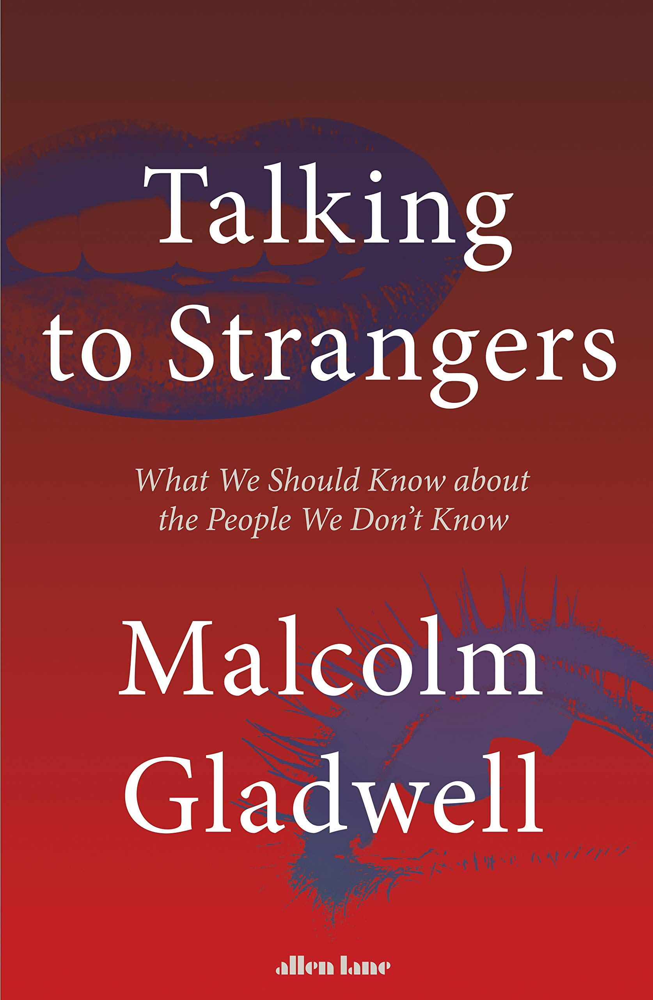 Talking
to Strangers
What We Should Know about
the People We Don’t Know
Malcolm
Gladwell
allen lane